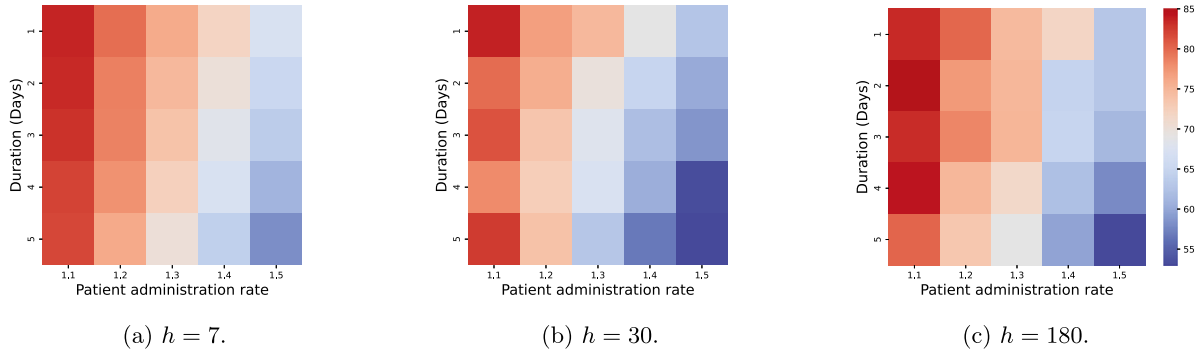 Duration (Days)
1
2
3
4
5
1,1 1,2 1,3 1,4 1,5
Patient administration rate
(a) h = 7.
Duration (Days)
1
2
3
4
5
1,1 1,2 1,3 1,4 1,5
Patient administration rate
(b) h = 30.
Duration (Days)
1
2
3
4
5
1,1 1,2 1,3 1,4 1,5
Patient administration rate
(c) h = 180.
85
80
75
70
65
60
55